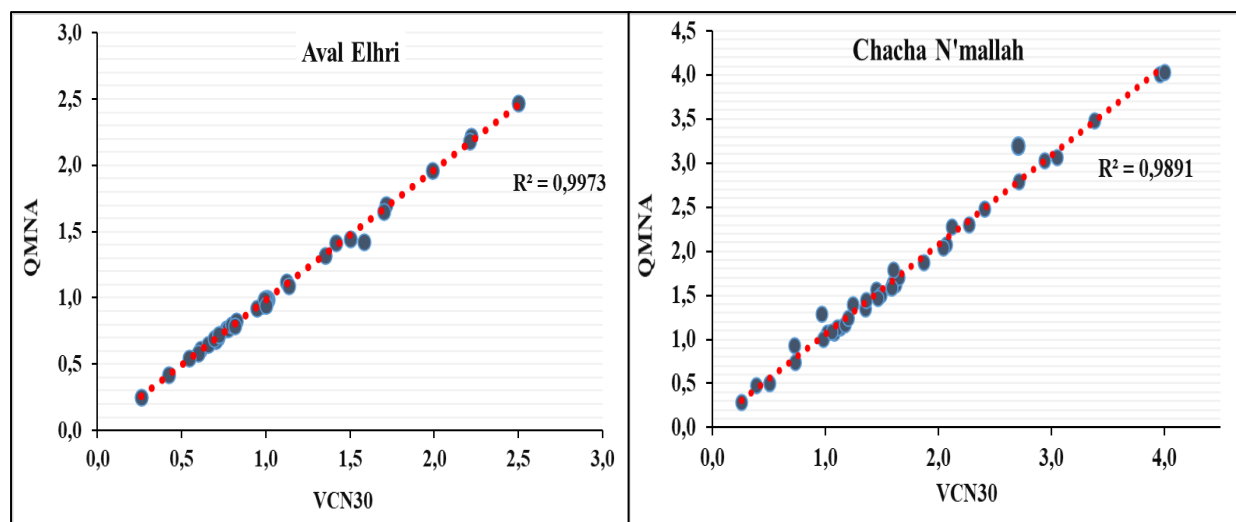 Aval Elhri
QMNA
3,0
2,5
2,0
1,5
1,0
0,5
0,0
R² = 0,9973
0,0 0,5 1,0 1,5 2,0 2,5 3,0
VCN30
Chacha N'mallah
QMNA
4,5
4,0
3,5
3,0
2,5
2,0
1,5
1,0
0,5
0,0
R² = 0,9891
0,0 1,0 2,0 3,0 4,0
VCN30